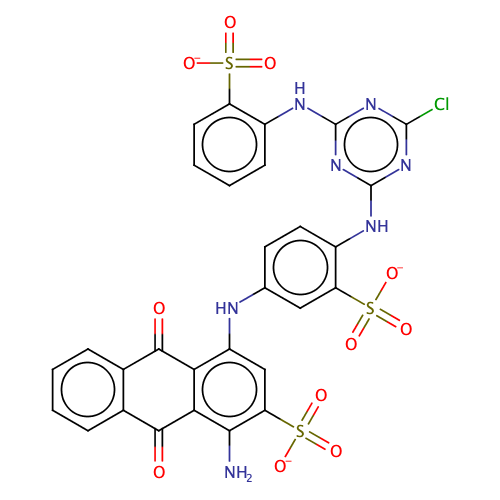 O
O⁻ S O
H
N N Cl
N N
NH
O⁻
HN S O
O
O
O
S O
O NH₂ O⁻